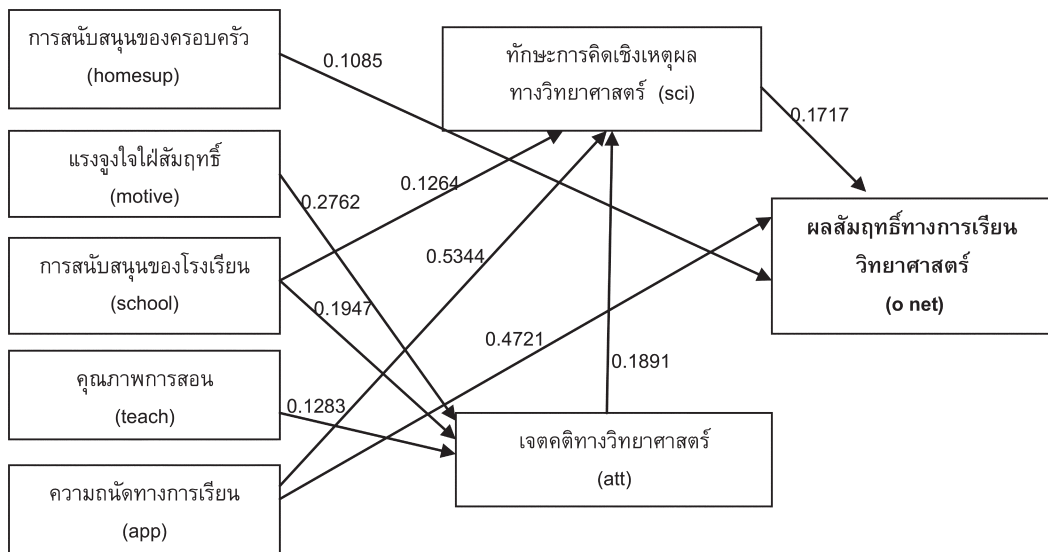 การสนับสนุนของครอบครัว
(homesup)
แรงจูงใจใฝ่สัมฤทธิ์
(motive)
การสนับสนุนของโรงเรียน
(school)
คุณภาพการสอน
(teach)
ความถนัดทางการเรียน
(app)
0.1085
0.2762
0.1264
0.5344
0.1947
0.4721
0.1283
0.1891
0.1717
ทักษะการคิดเชิงเหตุผล
ทางวิทยาศาสตร์ (sci)
เจตคติทางวิทยาศาสตร์
(att)
ผลสัมฤทธิ์ทางการเรียน
วิทยาศาสตร์
(o net)